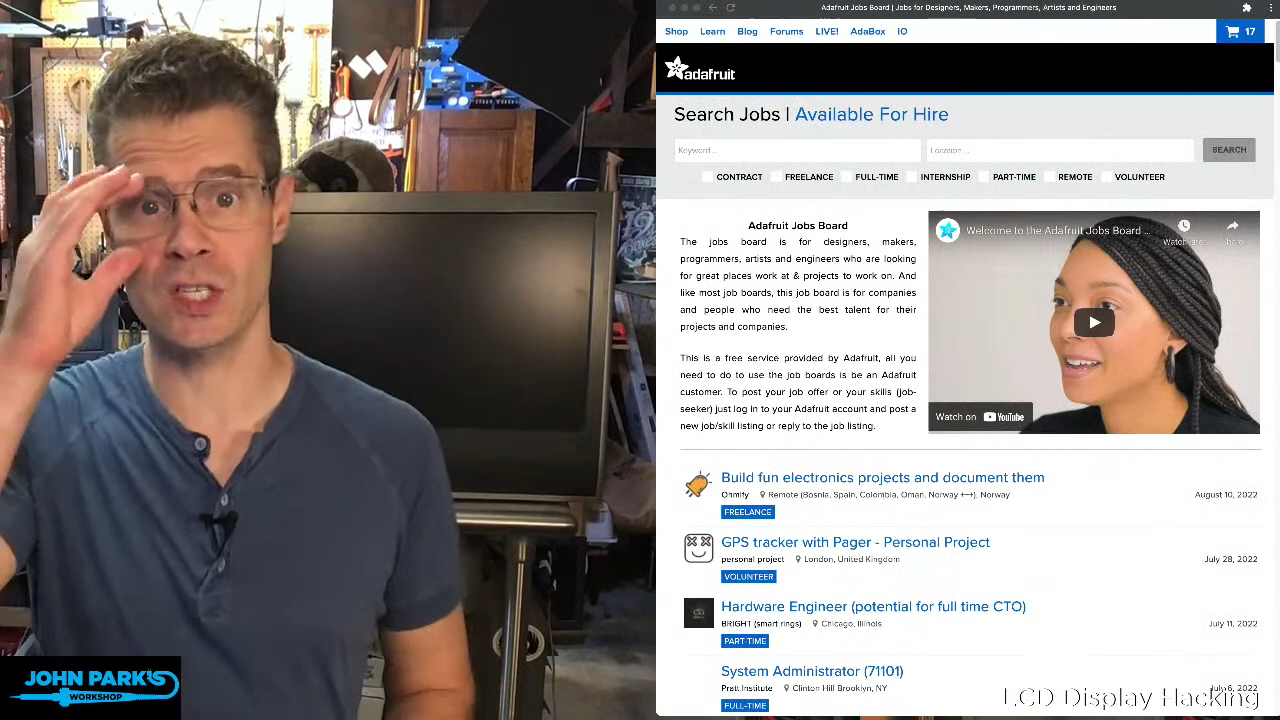 Adafruit Jobs Board | Jobs for Designers, Makers, Programmers, Artists and Engineers
Shop Learn Blog Forums LIVE! AdaBox IO
17
adafruit
Search Jobs | Available For Hire
Keyword ...
Location ...
SEARCH
CONTRACT FREELANCE FULL-TIME INTERNSHIP PART-TIME REMOTE VOLUNTEER
Adafruit Jobs Board
The jobs board is for designers, makers,
programmers, artists and engineers who are looking
for great places work at & projects to work on. And
like most job boards, this job board is for companies
and people who need the best talent for their
projects and companies.
This is a free service provided by Adafruit, all you
need to do to use the job boards is be an Adafruit
customer. To post your job offer or your skills (job-
seeker) just log in to your Adafruit account and post a
new job/skill listing or reply to the job listing.
Welcome to the Adafruit Jobs Board ...
Watch later
Share
Watch on YouTube
Build fun electronics projects and document them
Ohmify Remote (Bosnia, Spain, Colombia, Oman, Norway +++), Norway
August 10, 2022
FREELANCE
GPS tracker with Pager - Personal Project
personal project London, United Kingdom
July 28, 2022
VOLUNTEER
Hardware Engineer (potential for full time CTO)
BRIGHT (smart rings) Chicago, Illinois
July 11, 2022
PART-TIME
System Administrator (71101)
Pratt Institute Clinton Hill Brooklyn, NY
FULL-TIME
LCD Display Hacking
JOHN PARK'S
WORKSHOP